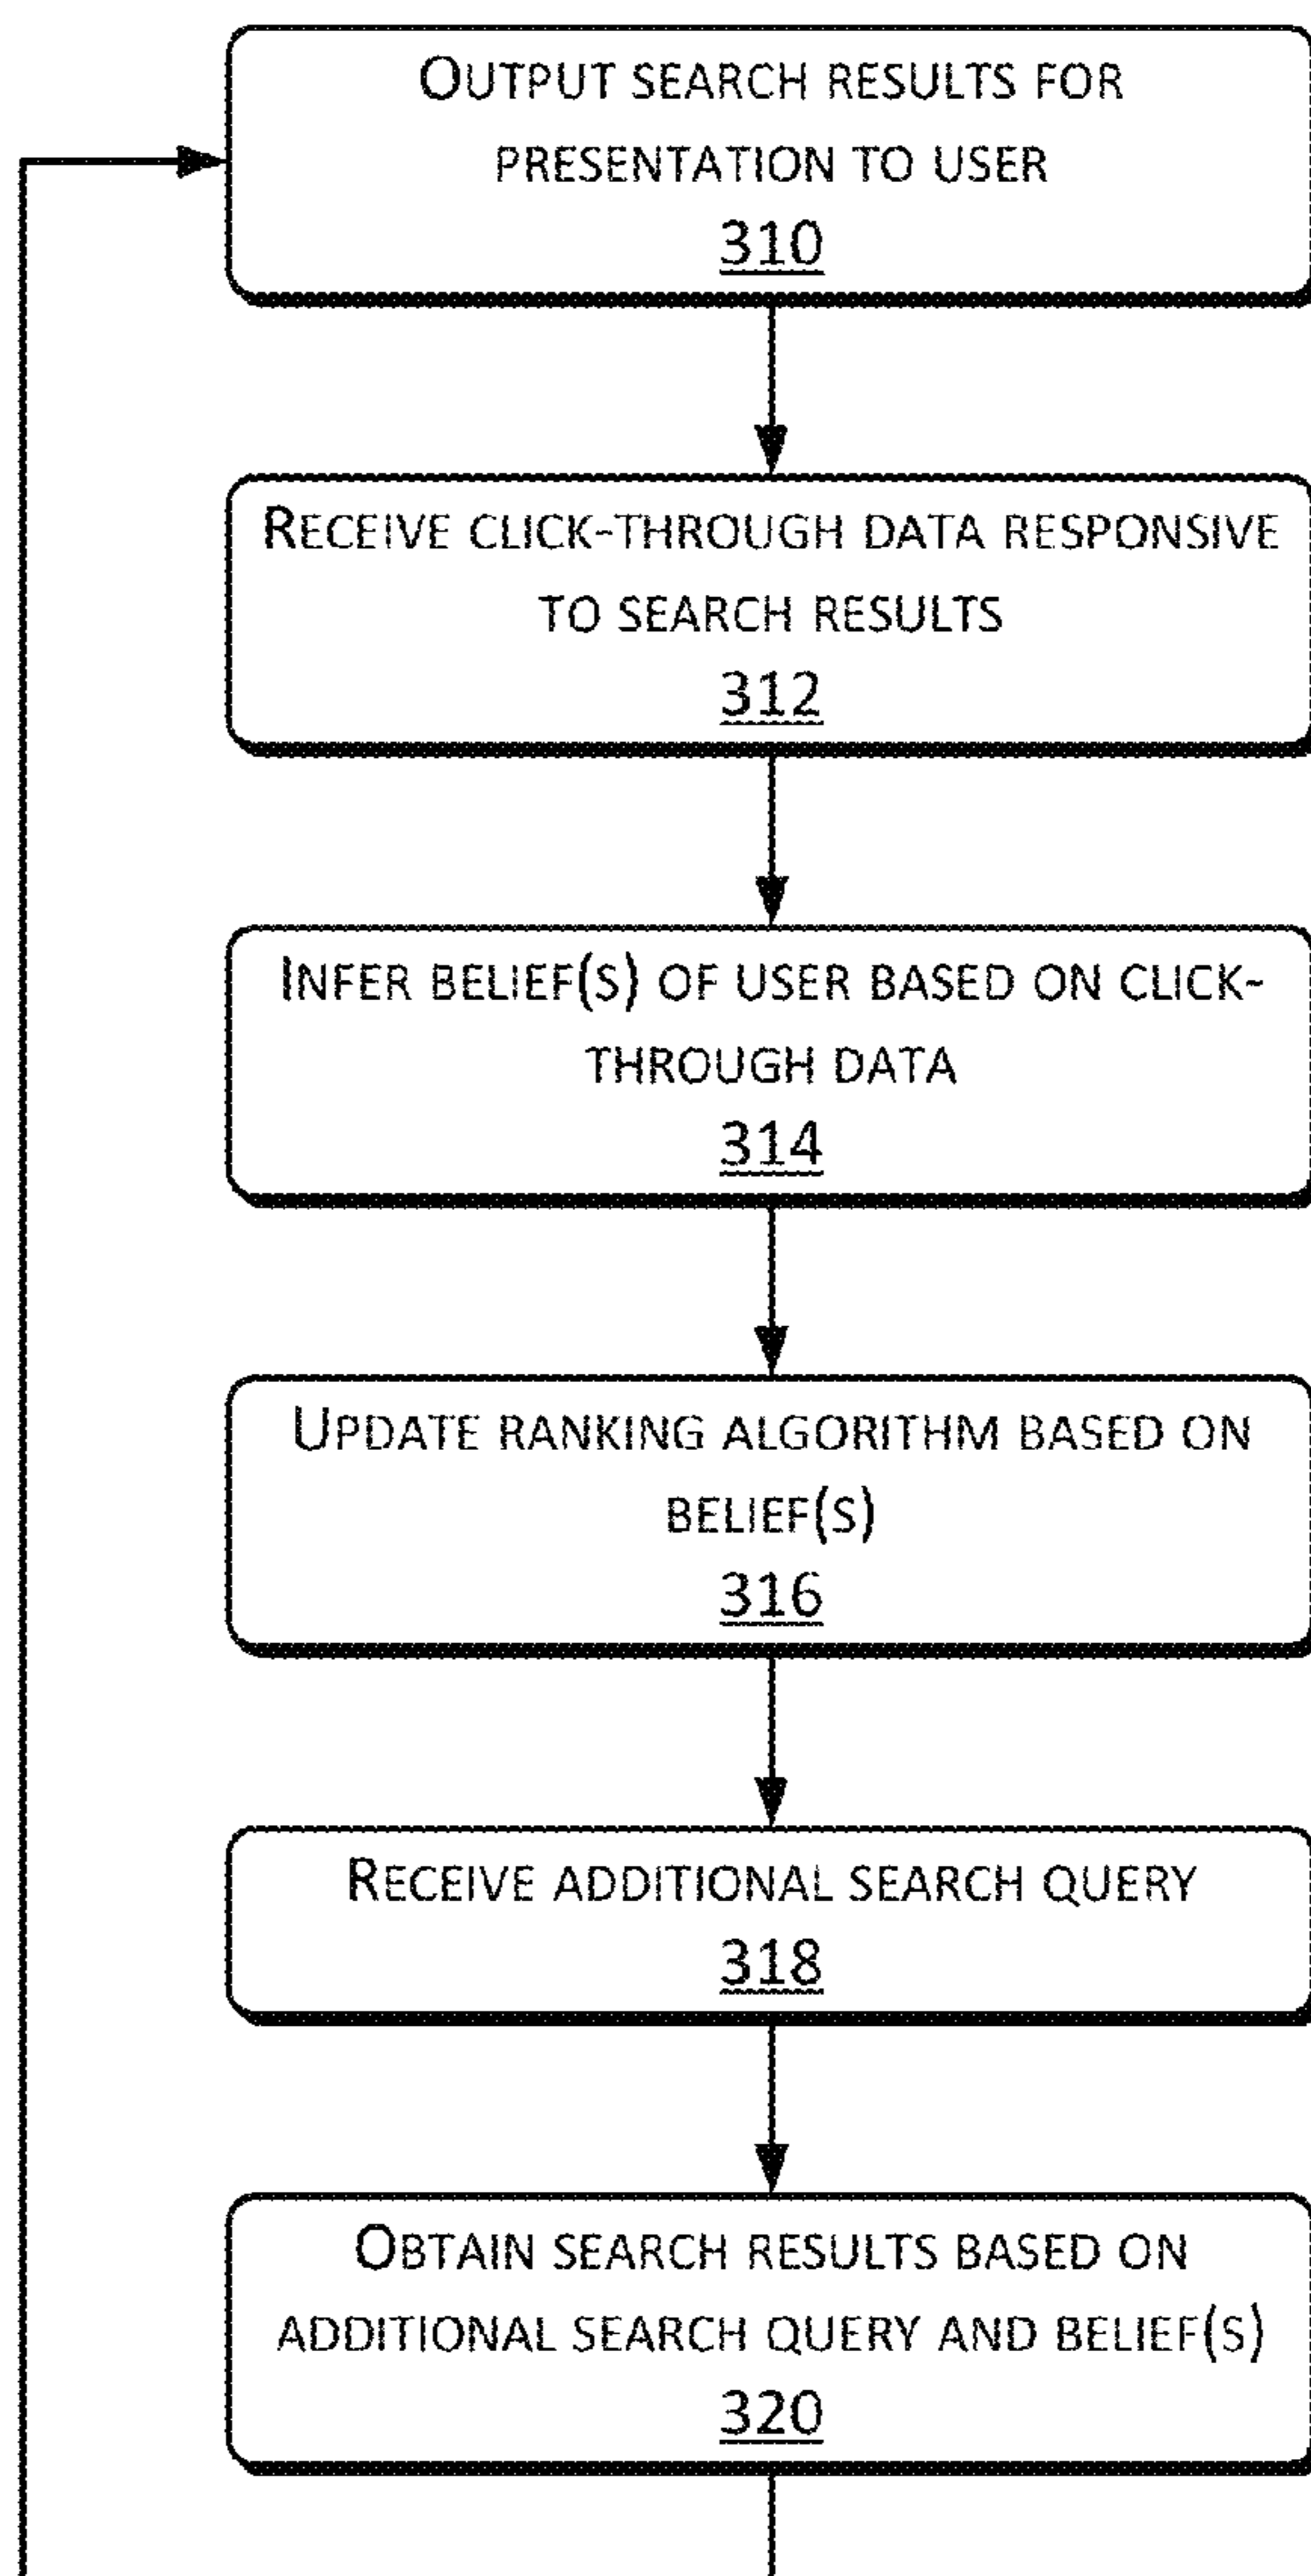 OUTPUT SEARCH RESULTS FOR
PRESENTATION TO USER
310
RECEIVE CLICK-THROUGH DATA RESPONSIVE
TO SEARCH RESULTS
312
INFER BELIEF(S) OF USER BASED ON CLICK-
THROUGH DATA
314
UPDATE RANKING ALGORITHM BASED ON
BELIEF(S)
316
RECEIVE ADDITIONAL SEARCH QUERY
318
OBTAIN SEARCH RESULTS BASED ON
ADDITIONAL SEARCH QUERY AND BELIEF(S)
320